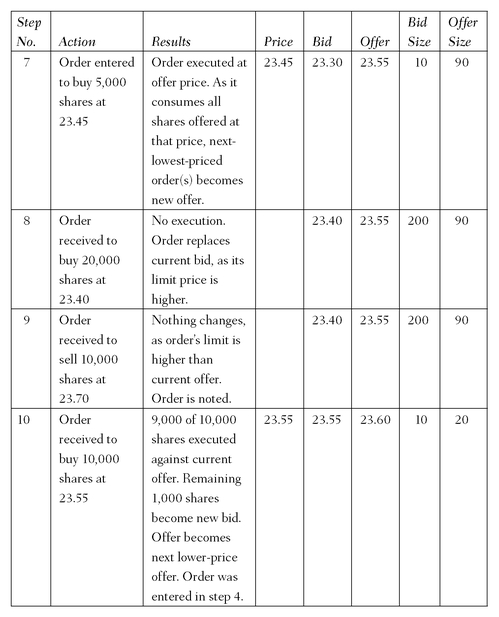 Step No. Action Results Price Bid Offer Bid Size Offer Size
7 Order entered Order executed at 23.45 23.30 23.55 10 90
to buy 5,000 offer price. As it
shares at consumes all
23.45 shares offered at
that price, next-
lowest-priced
order(s) becomes
new offer.
8 Order No execution. 23.40 23.55 200 90
received to Order replaces
buy 20,000 current bid, as its
shares at limit price is
23.40 higher.
9 Order Nothing changes, 23.40 23.55 200 90
received to as order's limit is
sell 10,000 higher than
shares at current offer.
23.70 Order is noted.
10 Order 9,000 of 10,000 23.55 23.55 23.60 10 20
received to shares executed
buy 10,000 against current
shares at offer. Remaining
23.55 1,000 shares
become new bid.
Offer becomes
next lower-price
offer. Order was
entered in step 4.